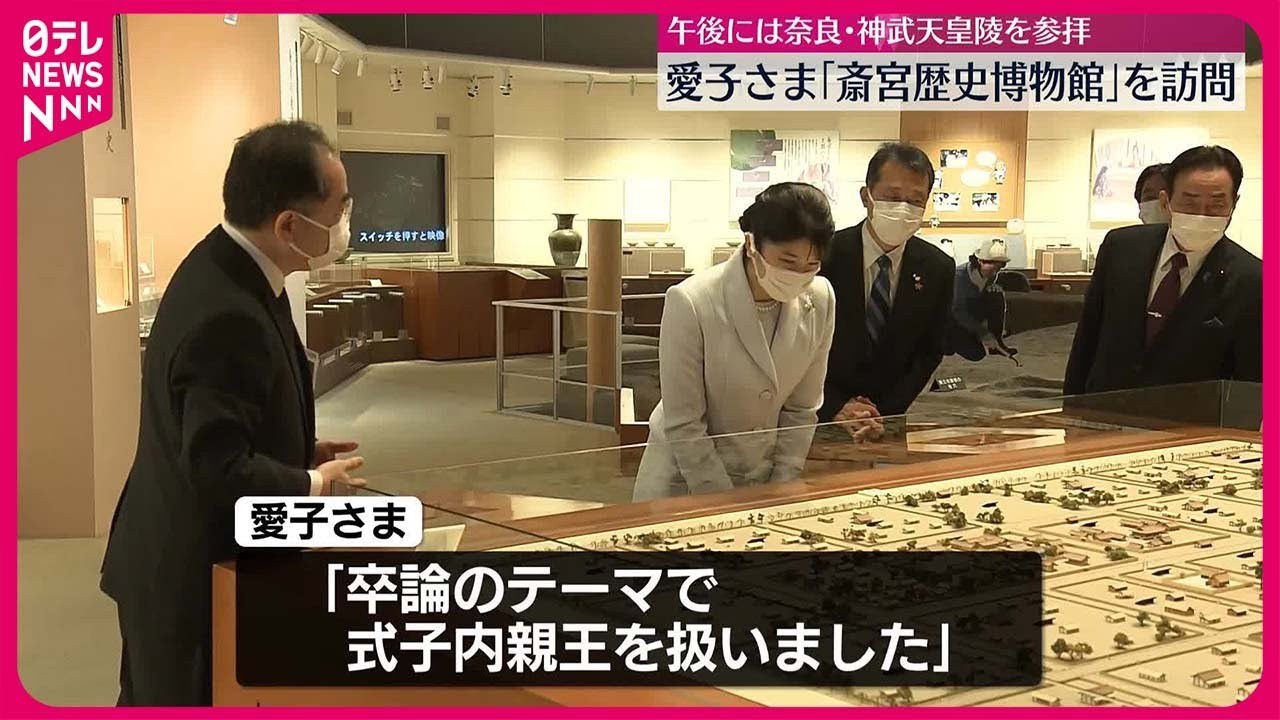 日テレ
NEWS
NNN
午後には奈良・神武天皇陵を参拝
愛子さま「斎宮歴史博物館」を訪問
スイッチを押すと映像
愛子さま
「卒論のテーマで
式子内親王を扱いました」